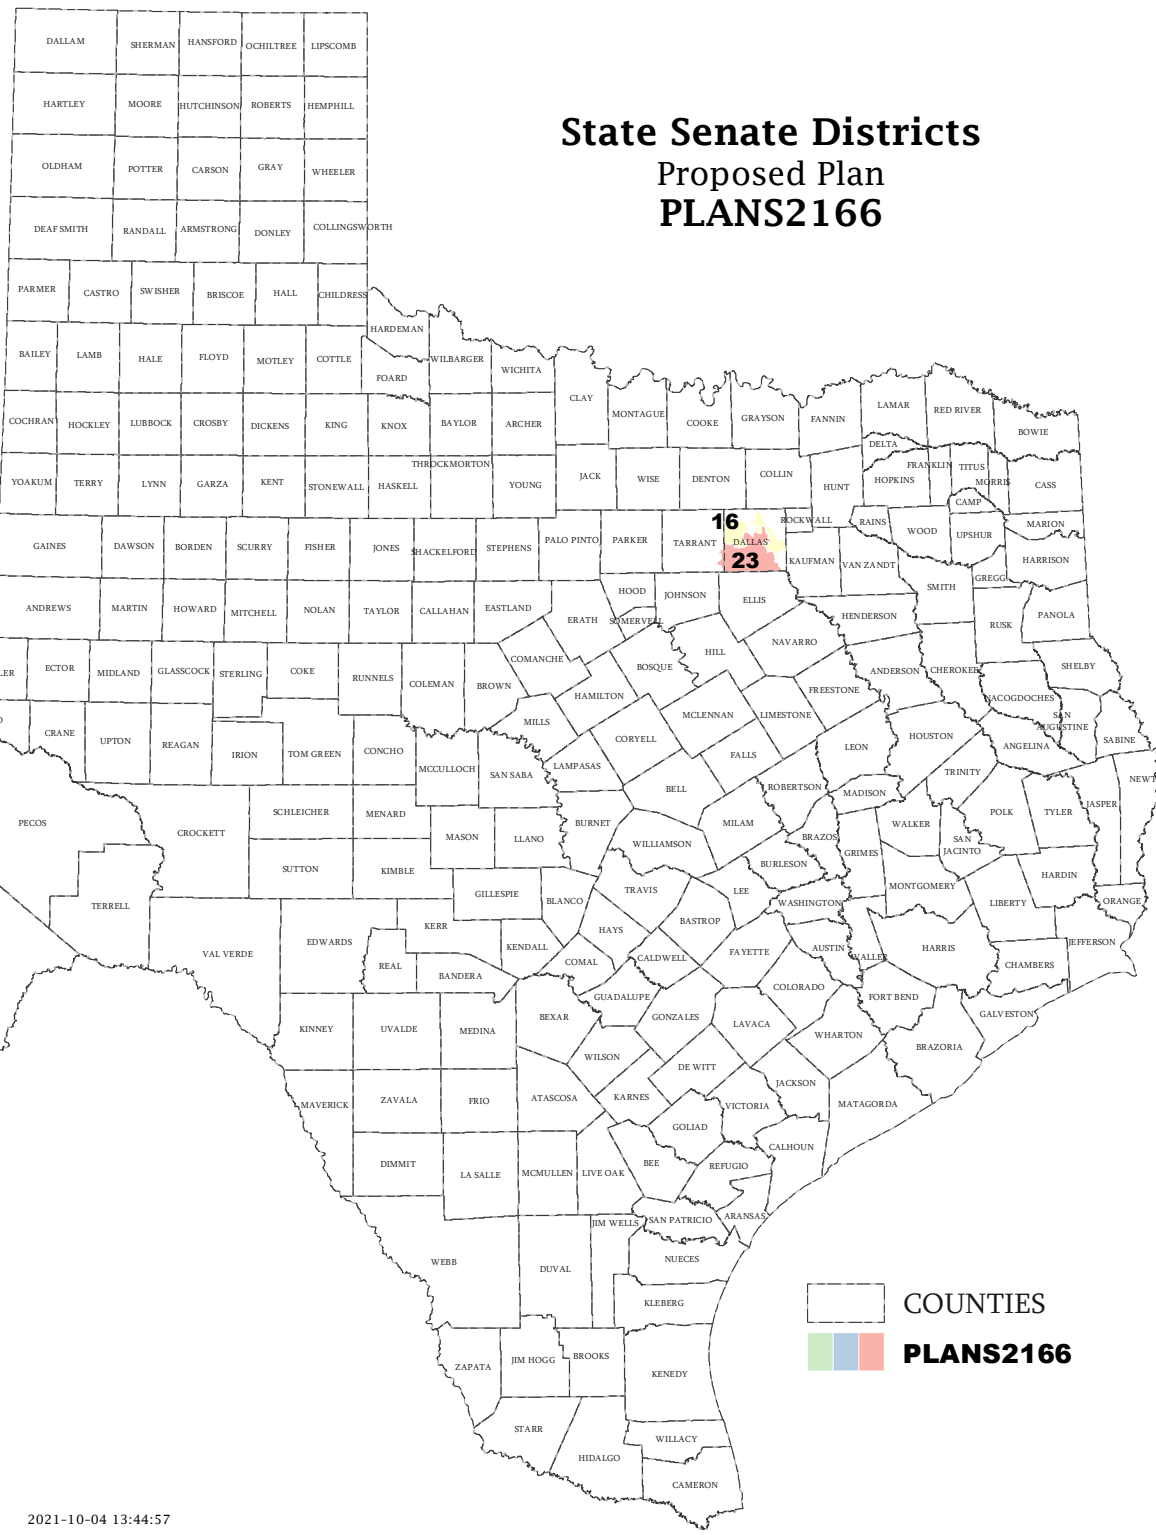 State Senate Districts
Proposed Plan
PLANS2166
DALLAM SHERMAN HANSFORD OCHILTREE LIPSCOMB
HARTLEY MOORE HUTCHINSON ROBERTS HEMPHILL
OLDHAM POTTER CARSON GRAY WHEELER
DEAF SMITH RANDALL ARMSTRONG DONLEY COLLINGSWORTH
PARMER CASTRO SWISHER BRISCOE HALL CHILDRESS
HARDEMAN
BAILEY LAMB HALE FLOYD MOTLEY COTTLE FOARD WILBARGER WICHITA
CLAY MONTAGUE COOKE GRAYSON FANNIN LAMAR RED RIVER BOWIE
COCHRAN HOCKLEY LUBBOCK CROSBY DICKENS KING KNOX BAYLOR ARCHER
DELTA
THROCKMORTON
YOAKUM TERRY LYNN GARZA KENT STONEWALL HASKELL YOUNG JACK WISE DENTON COLLIN HUNT HOPKINS FRANKLIN TITUS MORRIS CASS
CAMP
16 ROCKWALL RAINS WOOD UPSHUR MARION
GAINES DAWSON BORDEN SCURRY FISHER JONES SHACKELFORD STEPHENS PALO PINTO PARKER TARRANT DALLAS
23 KAUFMAN VAN ZANDT SMITH GREGG HARRISON
ANDREWS MARTIN HOWARD MITCHELL NOLAN TAYLOR CALLAHAN EASTLAND ERATH HOOD SOMERVELL JOHNSON ELLIS HENDERSON RUSK PANOLA
NAVARRO
LER ECTOR MIDLAND GLASSCOCK STERLING COKE RUNNELS COLEMAN BROWN COMANCHE HAMILTON BOSQUE HILL FREESTONE ANDERSON CHEROKEE NACOGDOCHES SHELBY
CRANE UPTON REAGAN IRION TOM GREEN CONCHO MCCULLOCH SAN SABA MILLS LAMPASAS CORYELL MCLENNAN LIMESTONE FALLS LEON HOUSTON ANGELINA SAN
AUGUSTINE SABINE
TRINITY NEWT
PECOS CROCKETT SCHLEICHER MENARD MASON LLANO BURNET BELL MILAM ROBERTSON MADISON BRAZOS WALKER SAN
JACINTO POLK TYLER JASPER
SUTTON KIMBLE WILLIAMSON BURLESON GRIMES MONTGOMERY HARDIN
TERRELL GILLESPIE BLANCO TRAVIS LEE WASHINGTON LIBERTY ORANGE
VAL VERDE EDWARDS KERR KENDALL HAYS BASTROP FAYETTE AUSTIN WALLER HARRIS JEFFERSON
REAL BANDERA COMAL CALDWELL COLORADO CHAMBERS
KINNEY UVALDE MEDINA BEXAR GUADALUPE GONZALES LAVACA WHARTON FORT BEND GALVESTON
WILSON DE WITT BRAZORIA
MAVERICK ZAVALA FRIO ATASCOSA KARNES JACKSON
VICTORIA MATAGORDA
GOLIAD
DIMMIT LA SALLE MCMULLEN LIVE OAK BEE REFUGIO CALHOUN
JIM WELLS SAN PATRICIO ARANSAS
WEBB DUVAL NUECES
KLEBERG
COUNTIES
PLANS2166
ZAPATA JIM HOGG BROOKS KENEDY
STARR HIDALGO WILLACY
CAMERON
2021-10-04 13:44:57